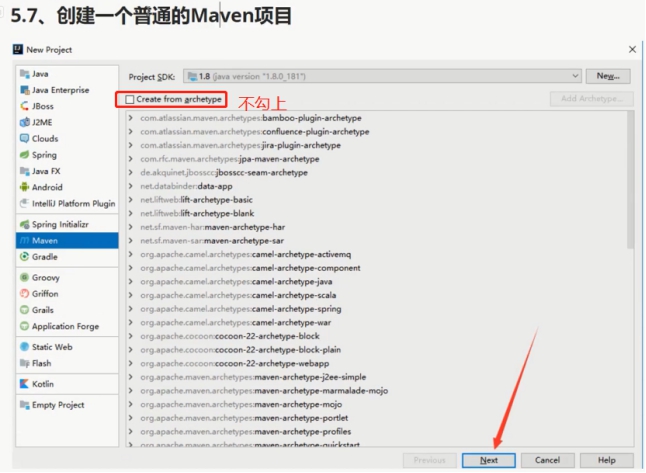 5.7、创建一个普通的Maven项目
New Project
Java
Java Enterprise
JBoss
J2ME
Clouds
Spring
Java FX
Android
IntelliJ Platform Plugin
Spring Initializr
Maven
Gradle
Groovy
Griffon
Grails
Application Forge
Static Web
Flash
Kotlin
Empty Project
Project SDK: 1.8 (java version "1.8.0_181") New...
Create from archetype 不勾上 Add Archetype...
com.atlassian.maven.archetypes:bamboo-plugin-archetype
com.atlassian.maven.archetypes:confluence-plugin-archetype
com.atlassian.maven.archetypes:jira-plugin-archetype
com.rfc.maven.archetypes:jpa-maven-archetype
de.akquinet.jbosscc:jbosscc-seam-archetype
net.databinder:data-app
net.liftweb:lift-archetype-basic
net.liftweb:lift-archetype-blank
net.sf.maven-har:maven-archetype-har
net.sf.maven-sar:maven-archetype-sar
org.apache.camel.archetypes:camel-archetype-activemq
org.apache.camel.archetypes:camel-archetype-component
org.apache.camel.archetypes:camel-archetype-java
org.apache.camel.archetypes:camel-archetype-scala
org.apache.camel.archetypes:camel-archetype-spring
org.apache.camel.archetypes:camel-archetype-war
org.apache.cocoon:cocoon-22-archetype-block
org.apache.cocoon:cocoon-22-archetype-block-plain
org.apache.cocoon:cocoon-22-archetype-webapp
org.apache.maven.archetypes:maven-archetype-j2ee-simple
org.apache.maven.archetypes:maven-archetype-marmalade-mojo
org.apache.maven.archetypes:maven-archetype-mojo
org.apache.maven.archetypes:maven-archetype-portlet
org.apache.maven.archetypes:maven-archetype-profiles
org.apache.maven.archetypes:maven-archetype-quickstart
Previous Next Cancel Help